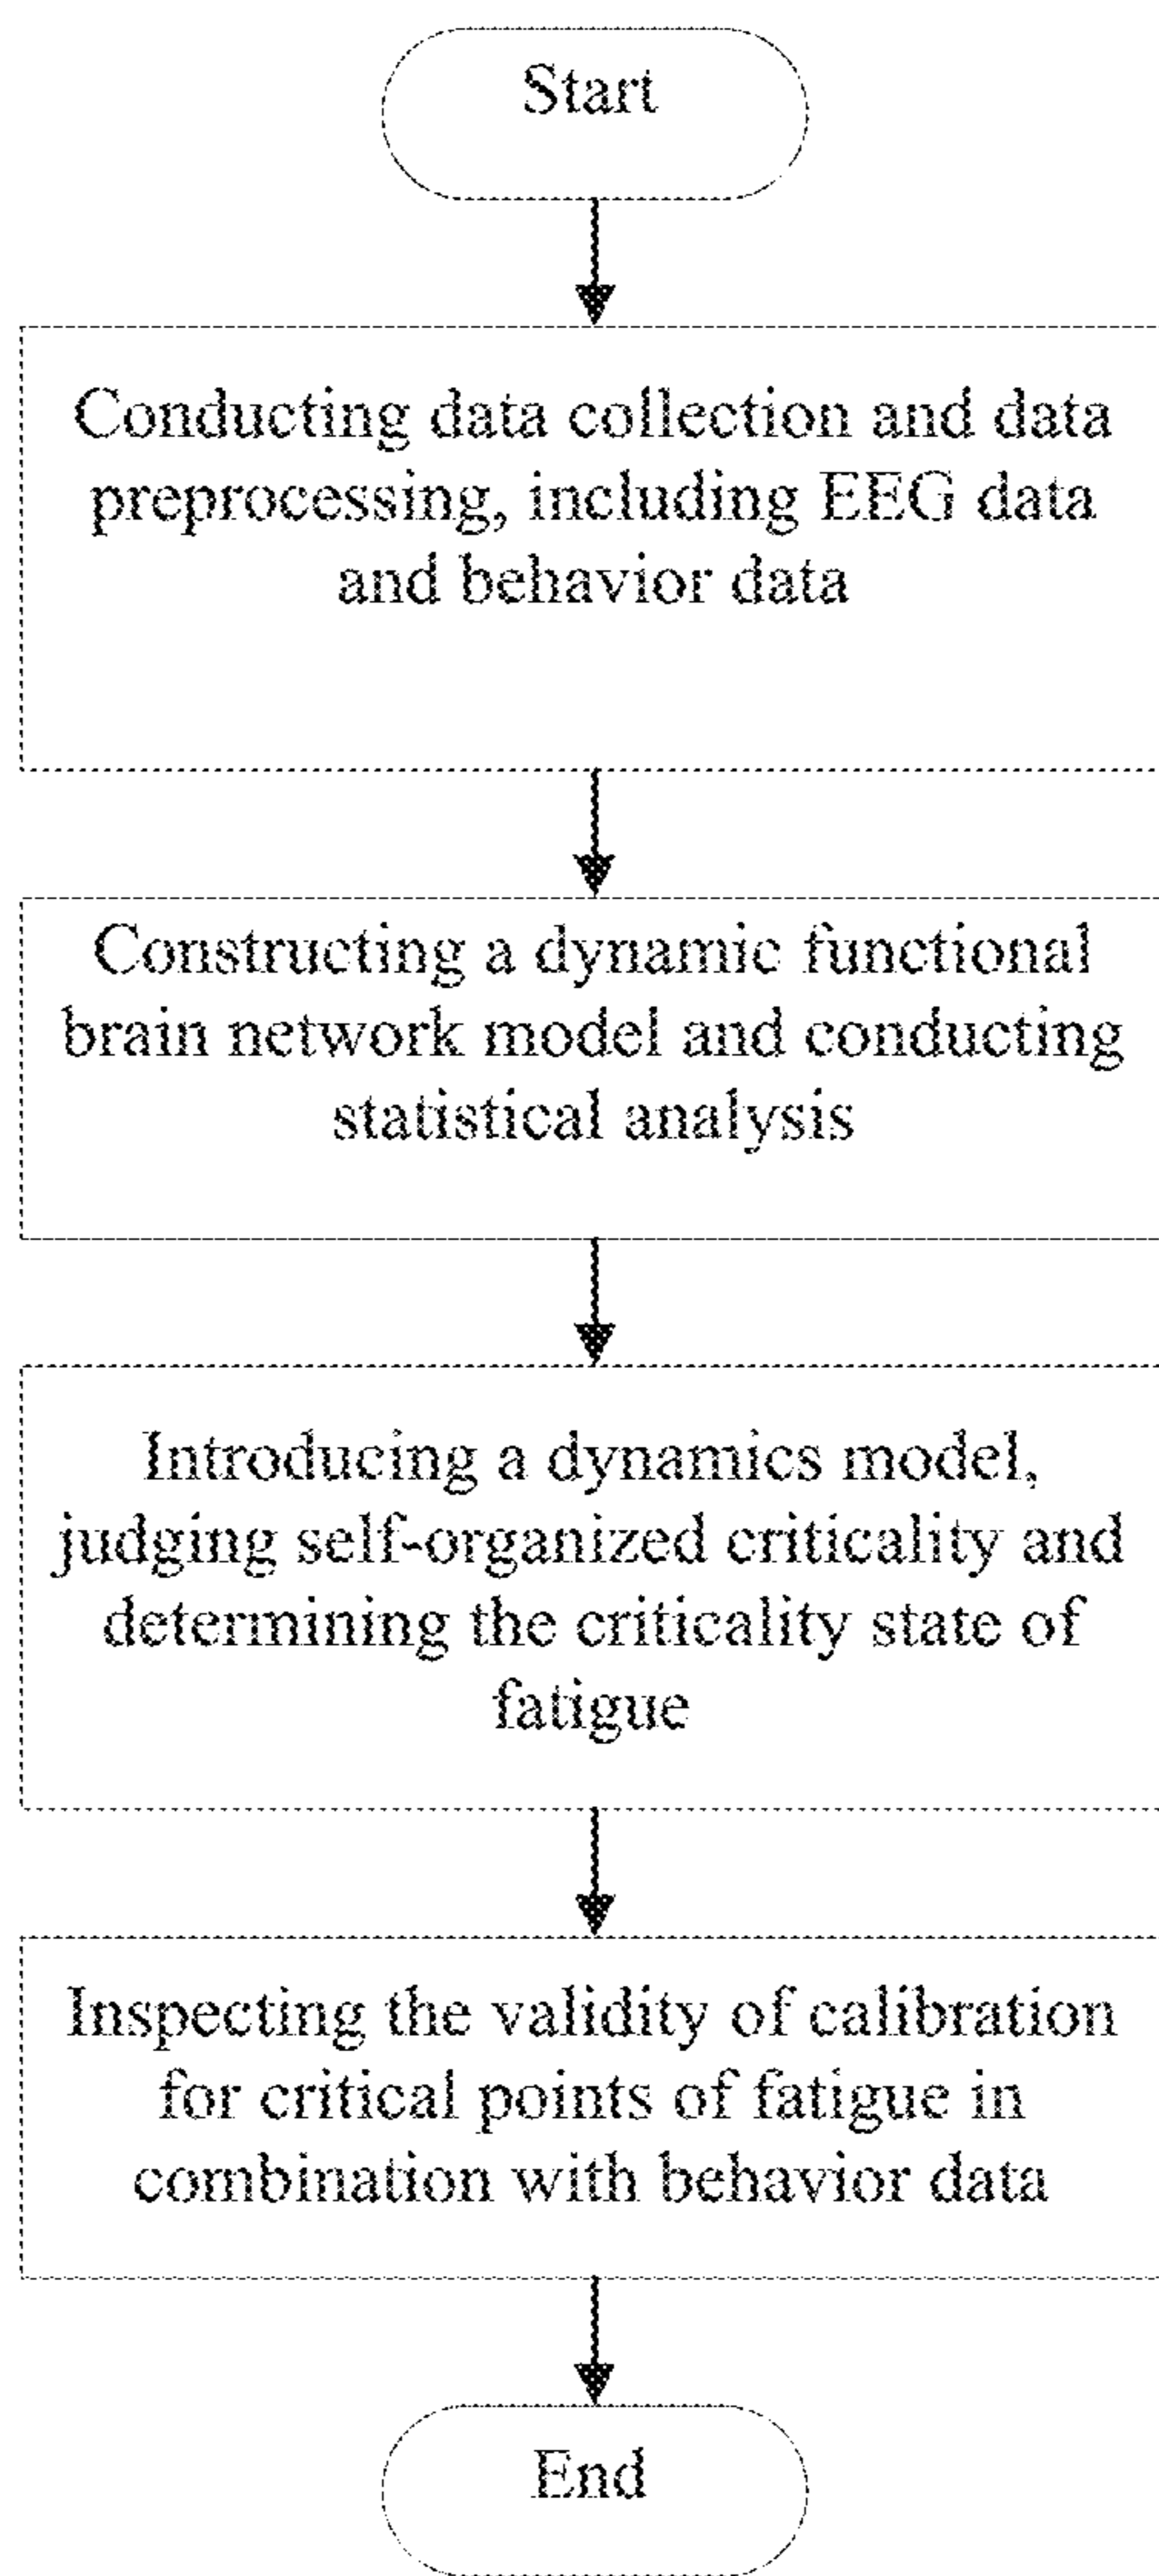 Start
Conducting data collection and data
preprocessing, including EEG data
and behavior data
Constructing a dynamic functional
brain network model and conducting
statistical analysis
Introducing a dynamics model,
judging self-organized criticality and
determining the criticality state of
fatigue
Inspecting the validity of calibration
for critical points of fatigue in
combination with behavior data
End